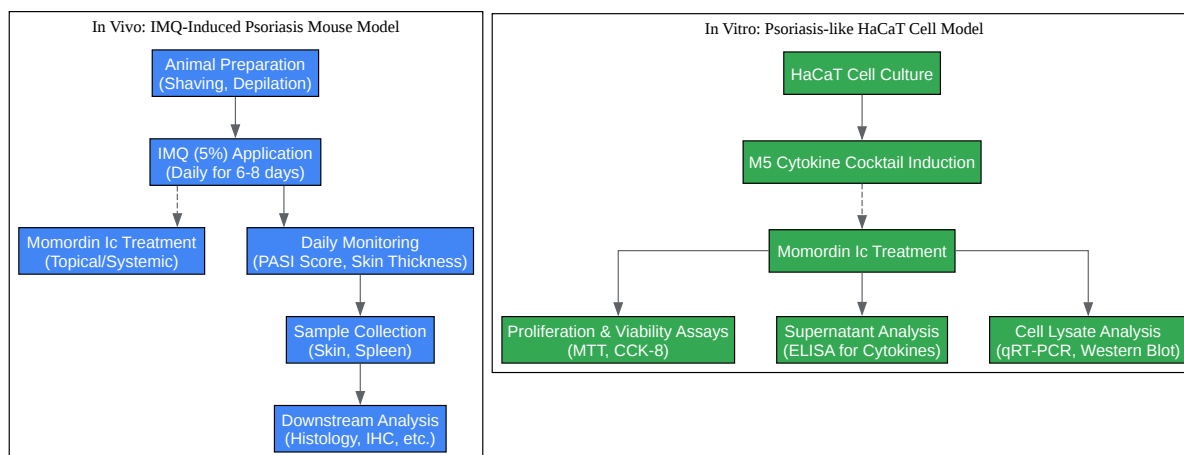 In Vivo: IMQ-Induced Psoriasis Mouse Model
Animal Preparation
(Shaving, Depilation)
IMQ (5%) Application
(Daily for 6-8 days)
Momordin Ic Treatment
(Topical/Systemic)
Daily Monitoring
(PASI Score, Skin Thickness)
Sample Collection
(Skin, Spleen)
Downstream Analysis
(Histology, IHC, etc.)
In Vitro: Psoriasis-like HaCaT Cell Model
HaCaT Cell Culture
M5 Cytokine Cocktail Induction
Momordin Ic Treatment
Proliferation & Viability Assays
(MTT, CCK-8)
Supernatant Analysis
(ELISA for Cytokines)
Cell Lysate Analysis
(qRT-PCR, Western Blot)